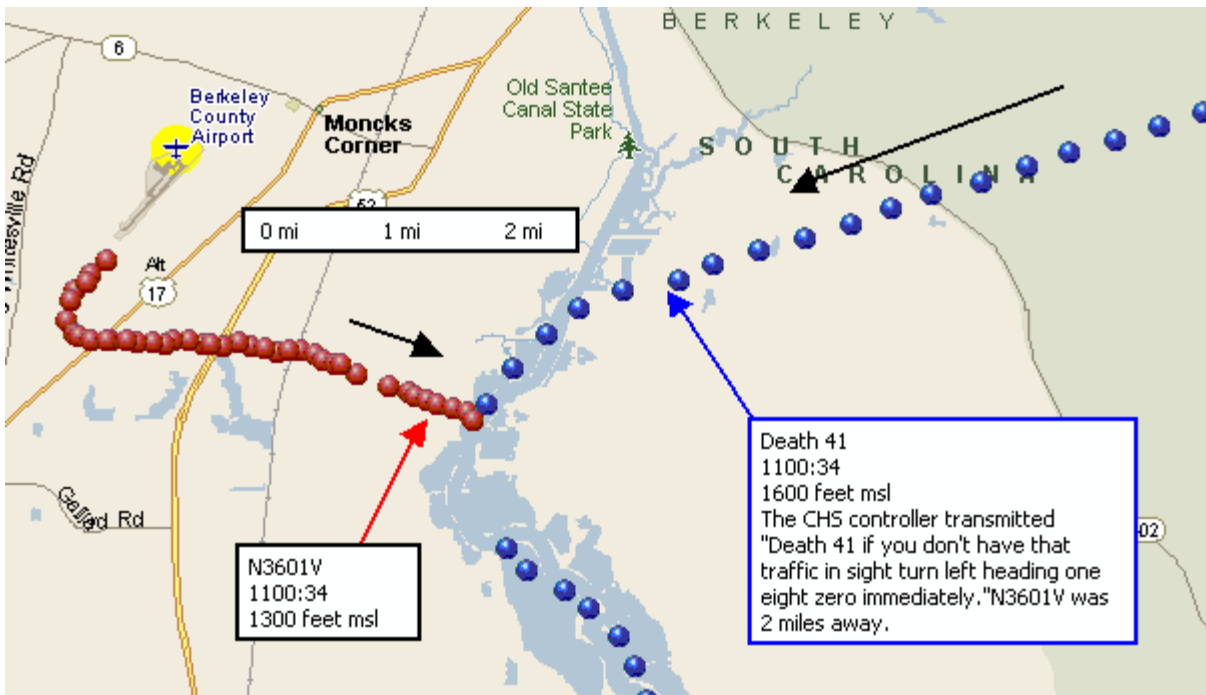 BERKELEY
6
Berkeley
County
Airport
Moncks
Corner
Old Santee
Canal State
Park
SOUTH
CAROLINA
Whitesville Rd
52
0 mi 1 mi 2 mi
Alt
17
Death 41
1100:34
1600 feet msl
The CHS controller transmitted
"Death 41 if you don't have that
traffic in sight turn left heading one
eight zero immediately."N3601V was
2 miles away.
Rd
-02
N3601V
1100:34
1300 feet msl